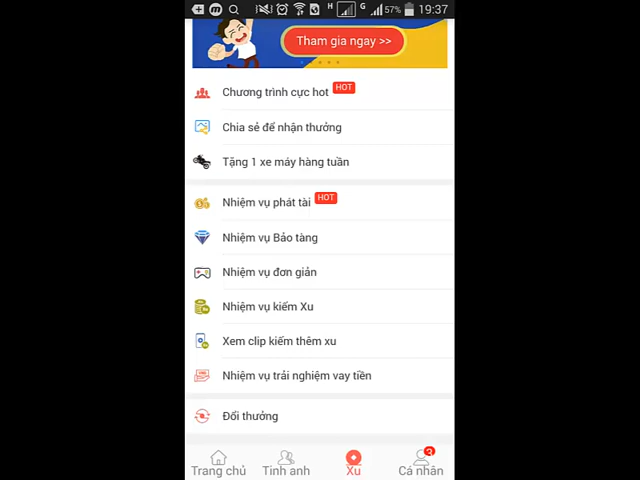 H
G
57%
19:37
Tham gia ngay >>
Chương trình cực hot HOT
Chia sẻ để nhận thưởng
Tặng 1 xe máy hàng tuần
Nhiệm vụ phát tài HOT
Nhiệm vụ Bảo tàng
Nhiệm vụ đơn giản
Nhiệm vụ kiếm Xu
Xem clip kiếm thêm xu
Nhiệm vụ trải nghiệm vay tiền
Đổi thưởng
3
Trang chủ
Tinh anh
Xu
Cá nhân